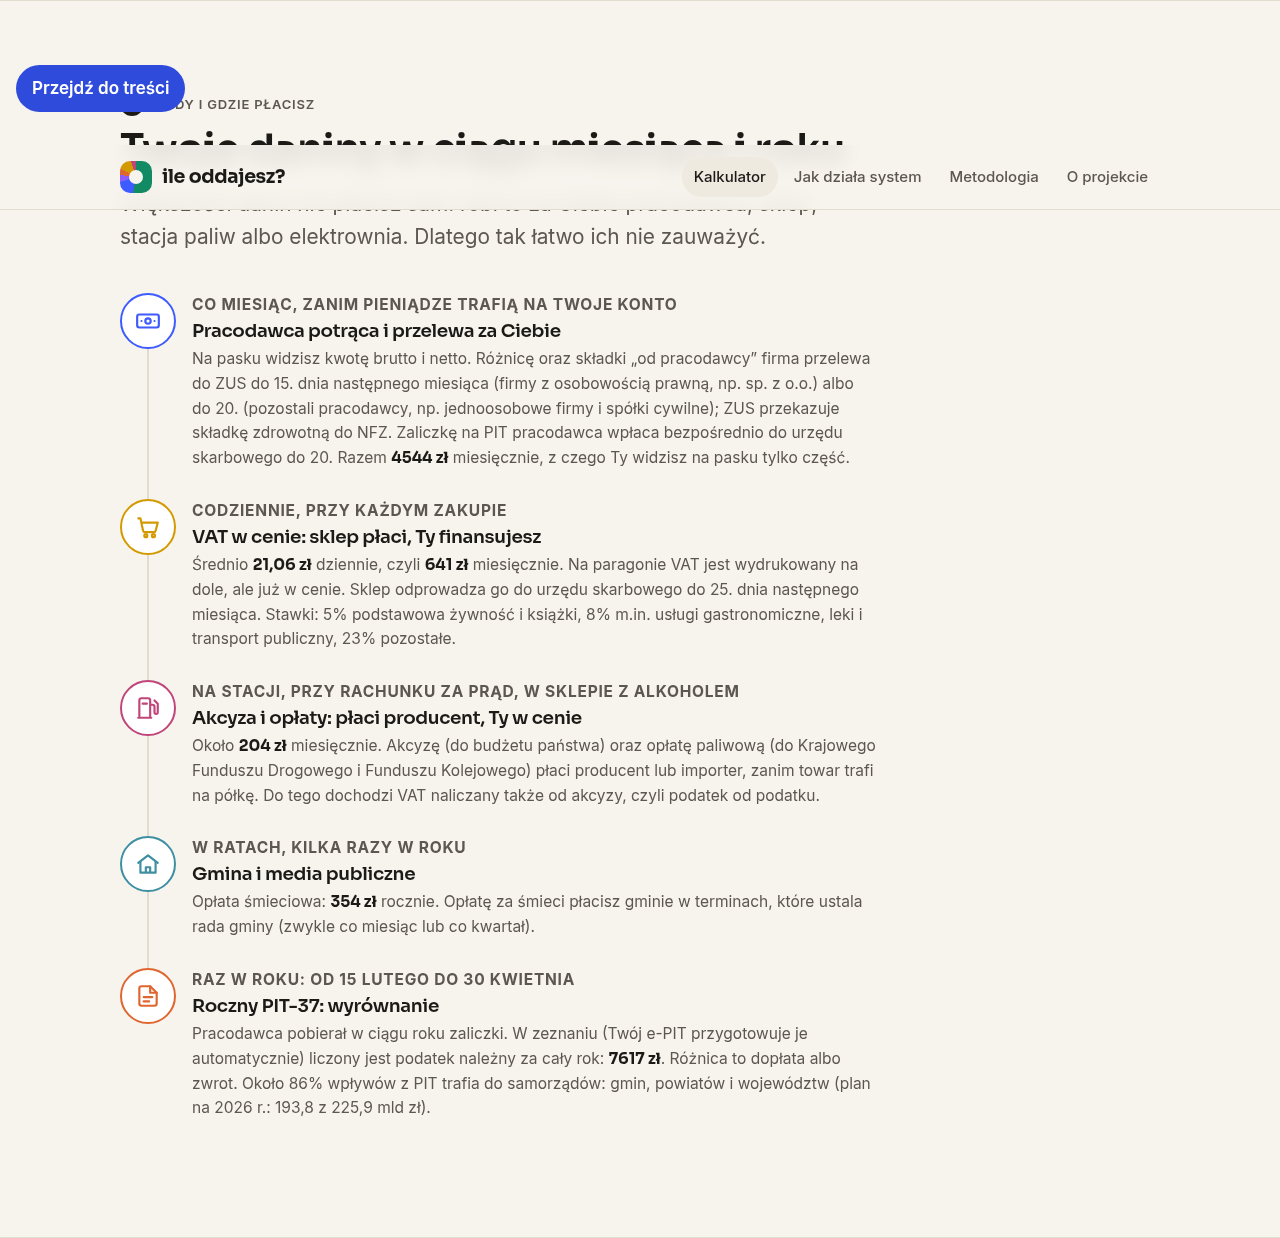 Przejdź do treści
DY I GDZIE PŁACISZ
Twoje daniny w ciągu miesiąca i roku
ile oddajesz?
Kalkulator
Jak działa system
Metodologia
O projekcie
stacja paliw albo elektrownia. Dlatego tak łatwo ich nie zauważyć.
CO MIESIĄC, ZANIM PIENIĄDZE TRAFIĄ NA TWOJE KONTO
Pracodawca potrąca i przelewa za Ciebie
Na pasku widzisz kwotę brutto i netto. Różnicę oraz składki „od pracodawcy” firma przelewa
do ZUS do 15. dnia następnego miesiąca (firmy z osobowością prawną, np. sp. z o.o.) albo
do 20. (pozostali pracodawcy, np. jednoosobowe firmy i spółki cywilne); ZUS przekazuje
składkę zdrowotną do NFZ. Zaliczkę na PIT pracodawca wpłaca bezpośrednio do urzędu
skarbowego do 20. Razem 4544 zł miesięcznie, z czego Ty widzisz na pasku tylko część.
CODZIENNIE, PRZY KAŻDYM ZAKUPIE
VAT w cenie: sklep płaci, Ty finansujesz
Średnio 21,06 zł dziennie, czyli 641 zł miesięcznie. Na paragonie VAT jest wydrukowany na
dole, ale już w cenie. Sklep odprowadza go do urzędu skarbowego do 25. dnia następnego
miesiąca. Stawki: 5% podstawowa żywność i książki, 8% m.in. usługi gastronomiczne, leki i
transport publiczny, 23% pozostałe.
NA STACJI, PRZY RACHUNKU ZA PRĄD, W SKLEPIE Z ALKOHOLEM
Akcyza i opłaty: płaci producent, Ty w cenie
Około 204 zł miesięcznie. Akcyzę (do budżetu państwa) oraz opłatę paliwową (do Krajowego
Funduszu Drogowego i Funduszu Kolejowego) płaci producent lub importer, zanim towar trafi
na półkę. Do tego dochodzi VAT naliczany także od akcyzy, czyli podatek od podatku.
W RATACH, KILKA RAZY W ROKU
Gmina i media publiczne
Opłata śmieciowa: 354 zł rocznie. Opłatę za śmieci płacisz gminie w terminach, które ustala
rada gminy (zwykle co miesiąc lub co kwartał).
RAZ W ROKU: OD 15 LUTEGO DO 30 KWIETNIA
Roczny PIT-37: wyrównanie
Pracodawca pobierał w ciągu roku zaliczki. W zeznaniu (Twój e-PIT przygotowuje je
automatycznie) liczony jest podatek należny za cały rok: 7617 zł. Różnica to dopłata albo
zwrot. Około 86% wpływów z PIT trafia do samorządów: gmin, powiatów i województw (plan
na 2026 r.: 193,8 z 225,9 mld zł).